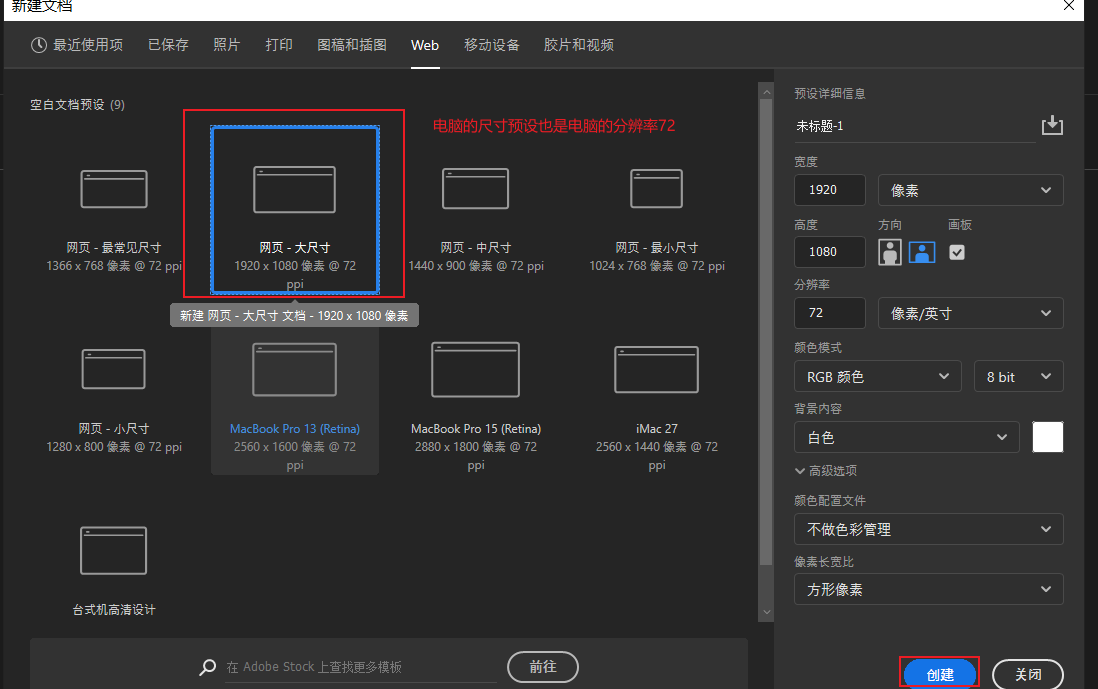 新建文档
最近使用项 已保存 照片 打印 图稿和插图 Web 移动设备 胶片和视频
空白文档预设 (9)
电脑的尺寸预设也是电脑的分辨率72
网页 - 最常见尺寸
1366 x 768 像素 @ 72 ppi
网页 - 大尺寸
1920 x 1080 像素 @ 72
ppi
网页 - 中尺寸
1440 x 900 像素 @ 72 ppi
网页 - 最小尺寸
1024 x 768 像素 @ 72 ppi
新建 网页 - 大尺寸 文档 - 1920 x 1080 像素
网页 - 小尺寸
1280 x 800 像素 @ 72 ppi
MacBook Pro 13 (Retina)
2560 x 1600 像素 @ 72
ppi
MacBook Pro 15 (Retina)
2880 x 1800 像素 @ 72
ppi
iMac 27
2560 x 1440 像素 @ 72
ppi
台式机高清设计
在 Adobe Stock 上查找更多模板
前往
预设详细信息
未标题-1
宽度
1920 像素
高度 方向 画板
1080
分辨率
72 像素/英寸
颜色模式
RGB 颜色 8 bit
背景内容
白色
高级选项
颜色配置文件
不做色彩管理
像素长宽比
方形像素
创建 关闭